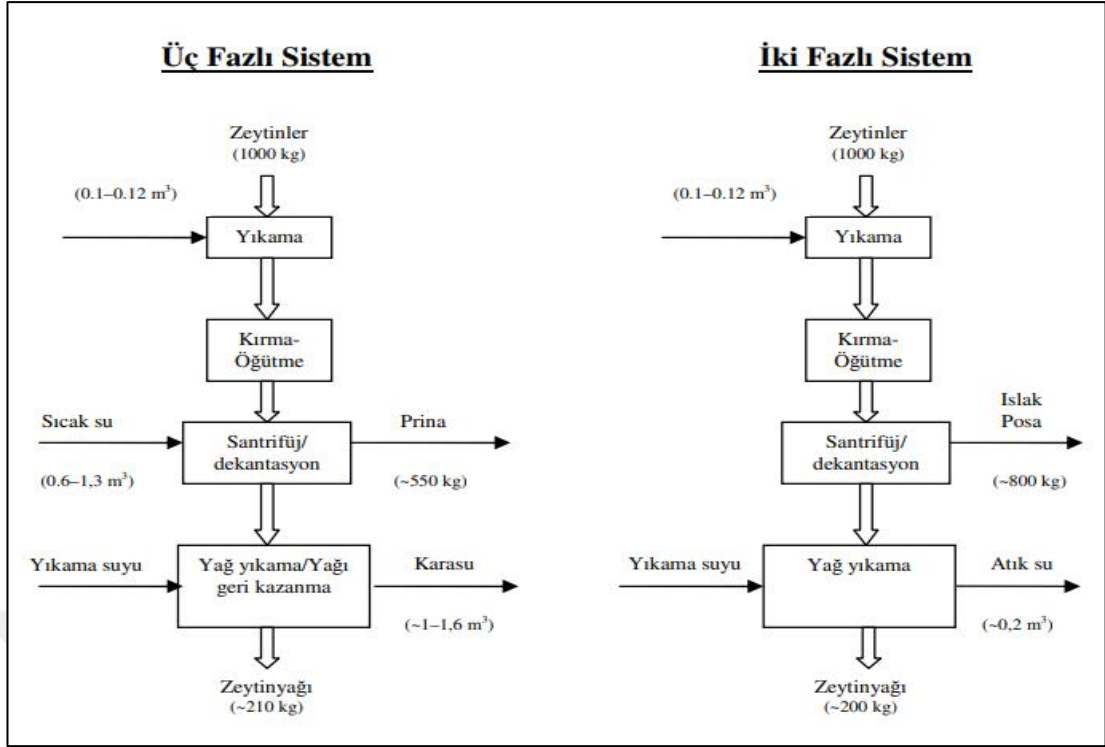 Üç Fazlı Sistem
Zeytinler
(1000 kg)
(0.1–0.12 m³)
Yıkama
Kırma-
Öğütme
Sıcak su
(0.6–1,3 m³)
Santrifüj/
dekantasyon
Prina
(~550 kg)
Yıkama suyu
Yağ yıkama/Yağı
geri kazanma
Karasu
(~1–1,6 m³)
Zeytinyağı
(~210 kg)
İki Fazlı Sistem
Zeytinler
(1000 kg)
(0.1–0.12 m³)
Yıkama
Kırma-
Öğütme
Santrifüj/
dekantasyon
Islak
Posa
(~800 kg)
Yıkama suyu
Yağ yıkama
Atık su
(~0,2 m³)
Zeytinyağı
(~200 kg)